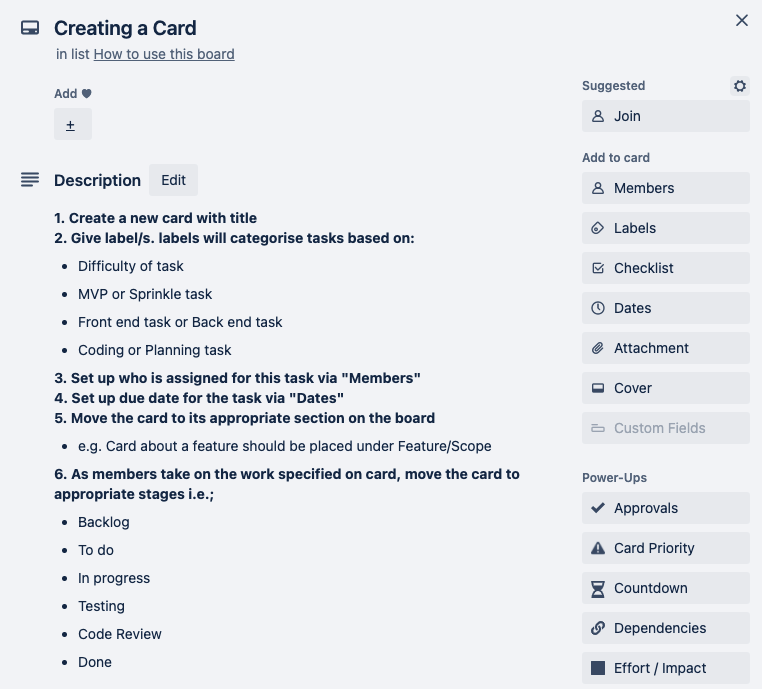 Creating a Card
in list How to use this board
Add ♥
+
Description Edit
1. Create a new card with title
2. Give label/s. labels will categorise tasks based on:
• Difficulty of task
• MVP or Sprinkle task
• Front end task or Back end task
• Coding or Planning task
3. Set up who is assigned for this task via "Members"
4. Set up due date for the task via "Dates"
5. Move the card to its appropriate section on the board
• e.g. Card about a feature should be placed under Feature/Scope
6. As members take on the work specified on card, move the card to
appropriate stages i.e.;
• Backlog
• To do
• In progress
• Testing
• Code Review
• Done
Suggested
Join
Add to card
Members
Labels
Checklist
Dates
Attachment
Cover
Custom Fields
Power-Ups
Approvals
Card Priority
Countdown
Dependencies
Effort / Impact